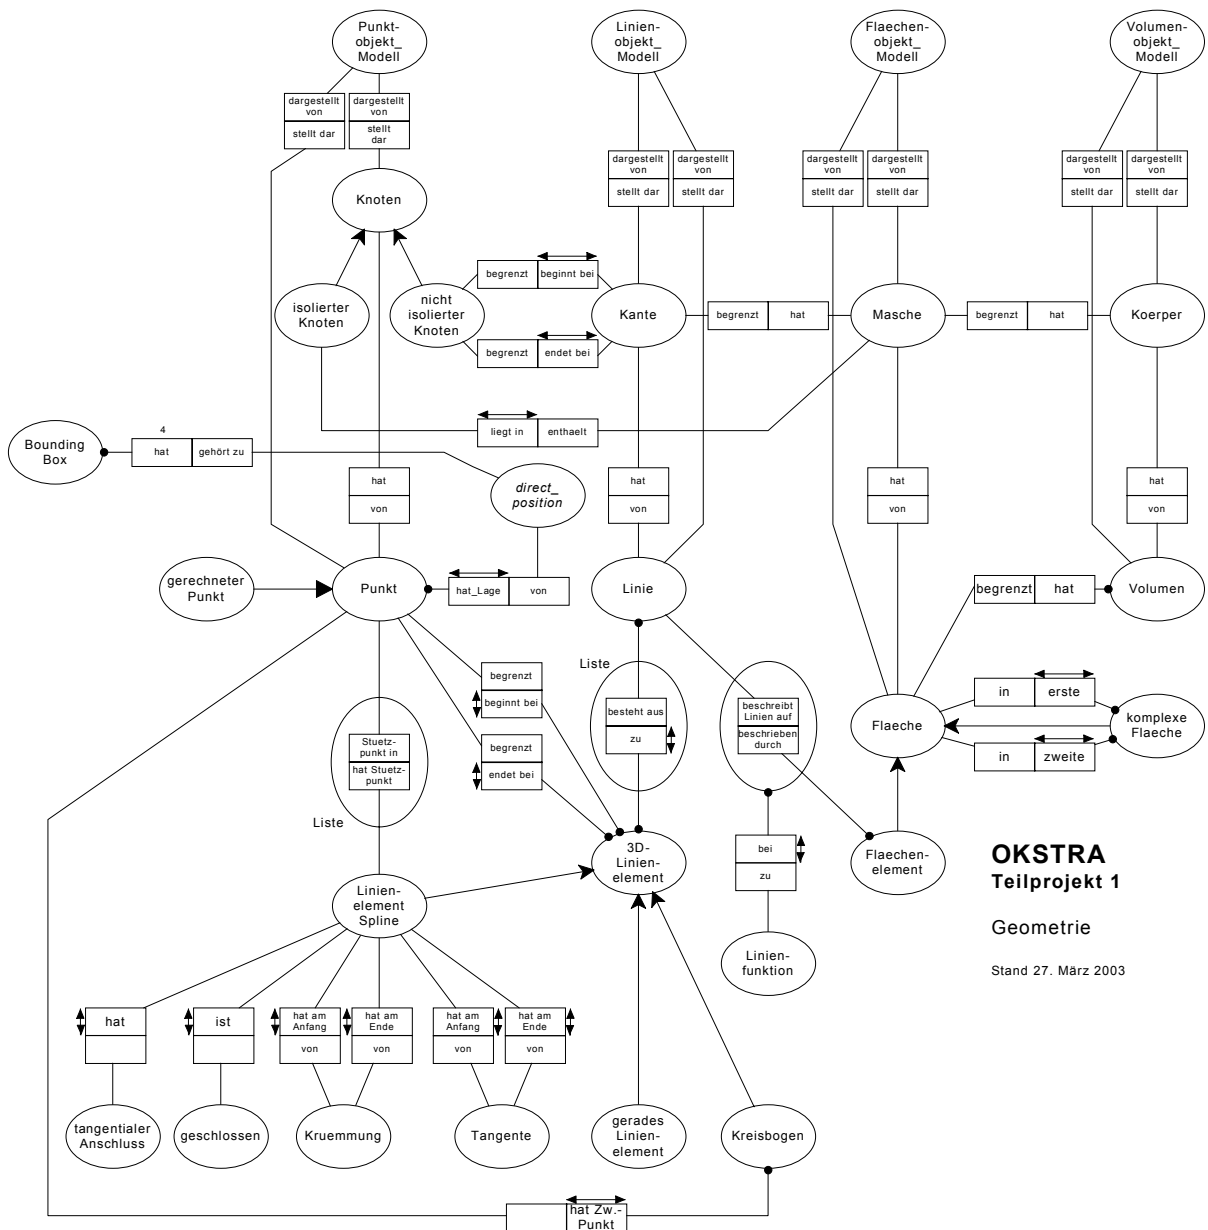 Punkt-
objekt_
Modell
Linien-
objekt_
Modell
Flaechen-
objekt_
Modell
Volumen-
objekt_
Modell
dargestellt
von
stellt dar
dargestellt
von
stellt
dar
dargestellt
von
stellt dar
dargestellt
von
stellt dar
dargestellt
von
stellt dar
dargestellt
von
stellt dar
dargestellt
von
stellt dar
dargestellt
von
stellt dar
Knoten
begrenzt
beginnt bei
isolierter
Knoten
nicht
isolierter
Knoten
Kante
begrenzt
hat
Masche
begrenzt
hat
Koerper
begrenzt
endet bei
liegt in
enthaelt
Bounding
Box
4
hat
gehört zu
direct_
position
hat
von
hat
von
hat
von
hat
von
gerechneter
Punkt
Punkt
hat_Lage
von
Linie
begrenzt
hat
Volumen
Liste
begrenzt
beginnt bei
besteht aus
zu
beschreibt
Linien auf
beschrieben
durch
in
erste
Flaeche
komplexe
Flaeche
in
zweite
Stuetz-
punkt in
hat Stuetz-
punkt
begrenzt
endet bei
Liste
3D-
Linien-
element
bei
zu
Flaechen-
element
OKSTRA
Teilprojekt 1
Geometrie
Stand 27. März 2003
Linien-
element
Spline
Linien-
funktion
hat
ist
hat am
Anfang
von
hat am
Ende
von
hat am
Anfang
von
hat am
Ende
von
tangentialer
Anschluss
geschlossen
Kruemmung
Tangente
gerades
Linien-
element
Kreisbogen
hat Zw.-
Punkt